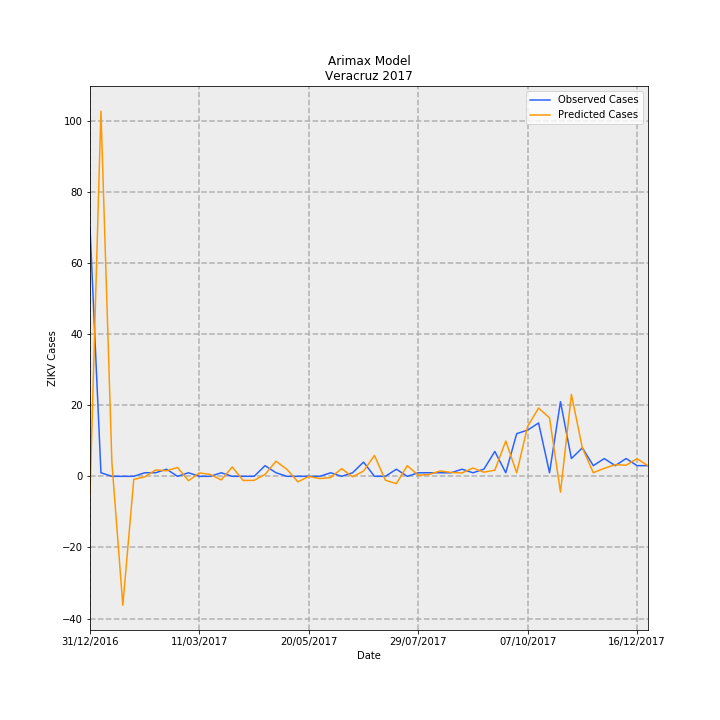 Arimax Model
Veracruz 2017
Observed Cases
Predicted Cases
100
80
60
40
20
0
−20
−40
ZIKV Cases
31/12/2016 11/03/2017 20/05/2017 29/07/2017 07/10/2017 16/12/2017
Date